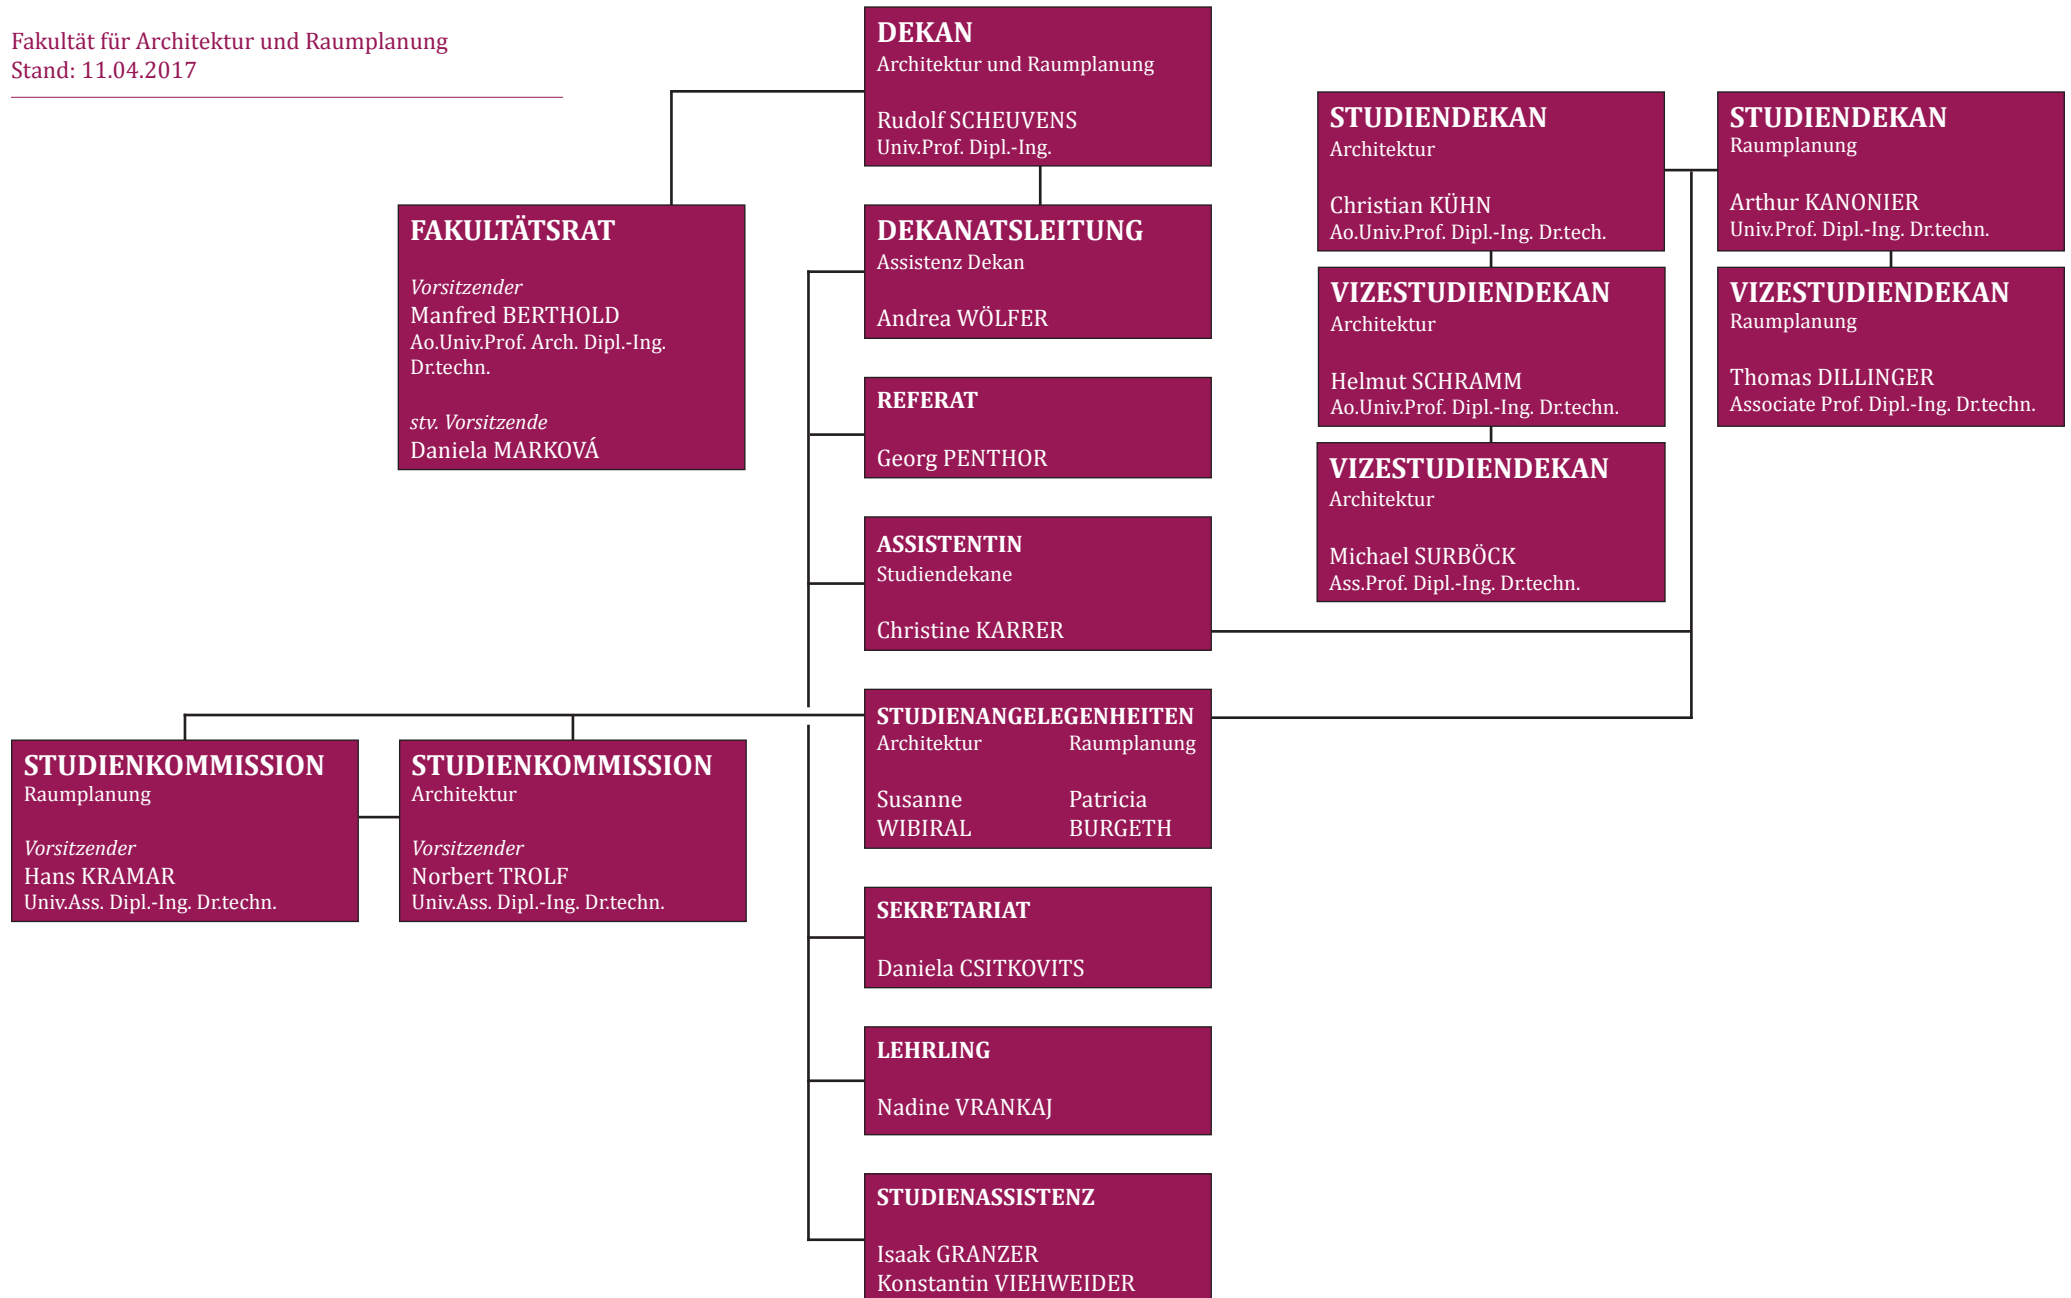 Fakultät für Architektur und Raumplanung
Stand: 11.04.2017
DEKAN
Architektur und Raumplanung
Rudolf SCHEUVENS
Univ.Prof. Dipl.-Ing.
STUDIENDEKAN
Architektur
Christian KÜHN
Ao.Univ.Prof. Dipl.-Ing. Dr.tech.
STUDIENDEKAN
Raumplanung
Arthur KANONIER
Univ.Prof. Dipl.-Ing. Dr.techn.
FAKULTÄTSRAT
Vorsitzender
Manfred BERTHOLD
Ao.Univ.Prof. Arch. Dipl.-Ing.
Dr.techn.
stv. Vorsitzende
Daniela MARKOVÁ
DEKANATSLEITUNG
Assistenz Dekan
Andrea WÖLFER
VIZESTUDIENDEKAN
Architektur
Helmut SCHRAMM
Ao.Univ.Prof. Dipl.-Ing. Dr.techn.
VIZESTUDIENDEKAN
Raumplanung
Thomas DILLINGER
Associate Prof. Dipl.-Ing. Dr.techn.
REFERAT
Georg PENTHOR
VIZESTUDIENDEKAN
Architektur
Michael SURBÖCK
Ass.Prof. Dipl.-Ing. Dr.techn.
ASSISTENTIN
Studiendekane
Christine KARRER
STUDIENANGELEGENHEITEN
Architektur Raumplanung
Susanne Patricia
WIBIRAL BURGETH
STUDIENKOMMISSION
Raumplanung
Vorsitzender
Hans KRAMAR
Univ.Ass. Dipl.-Ing. Dr.techn.
STUDIENKOMMISSION
Architektur
Vorsitzender
Norbert TROLF
Univ.Ass. Dipl.-Ing. Dr.techn.
SEKRETARIAT
Daniela CSITKOVITS
LEHRLING
Nadine VRANKAJ
STUDIENASSISTENZ
Isaak GRANZER
Konstantin VIEHWEIDER